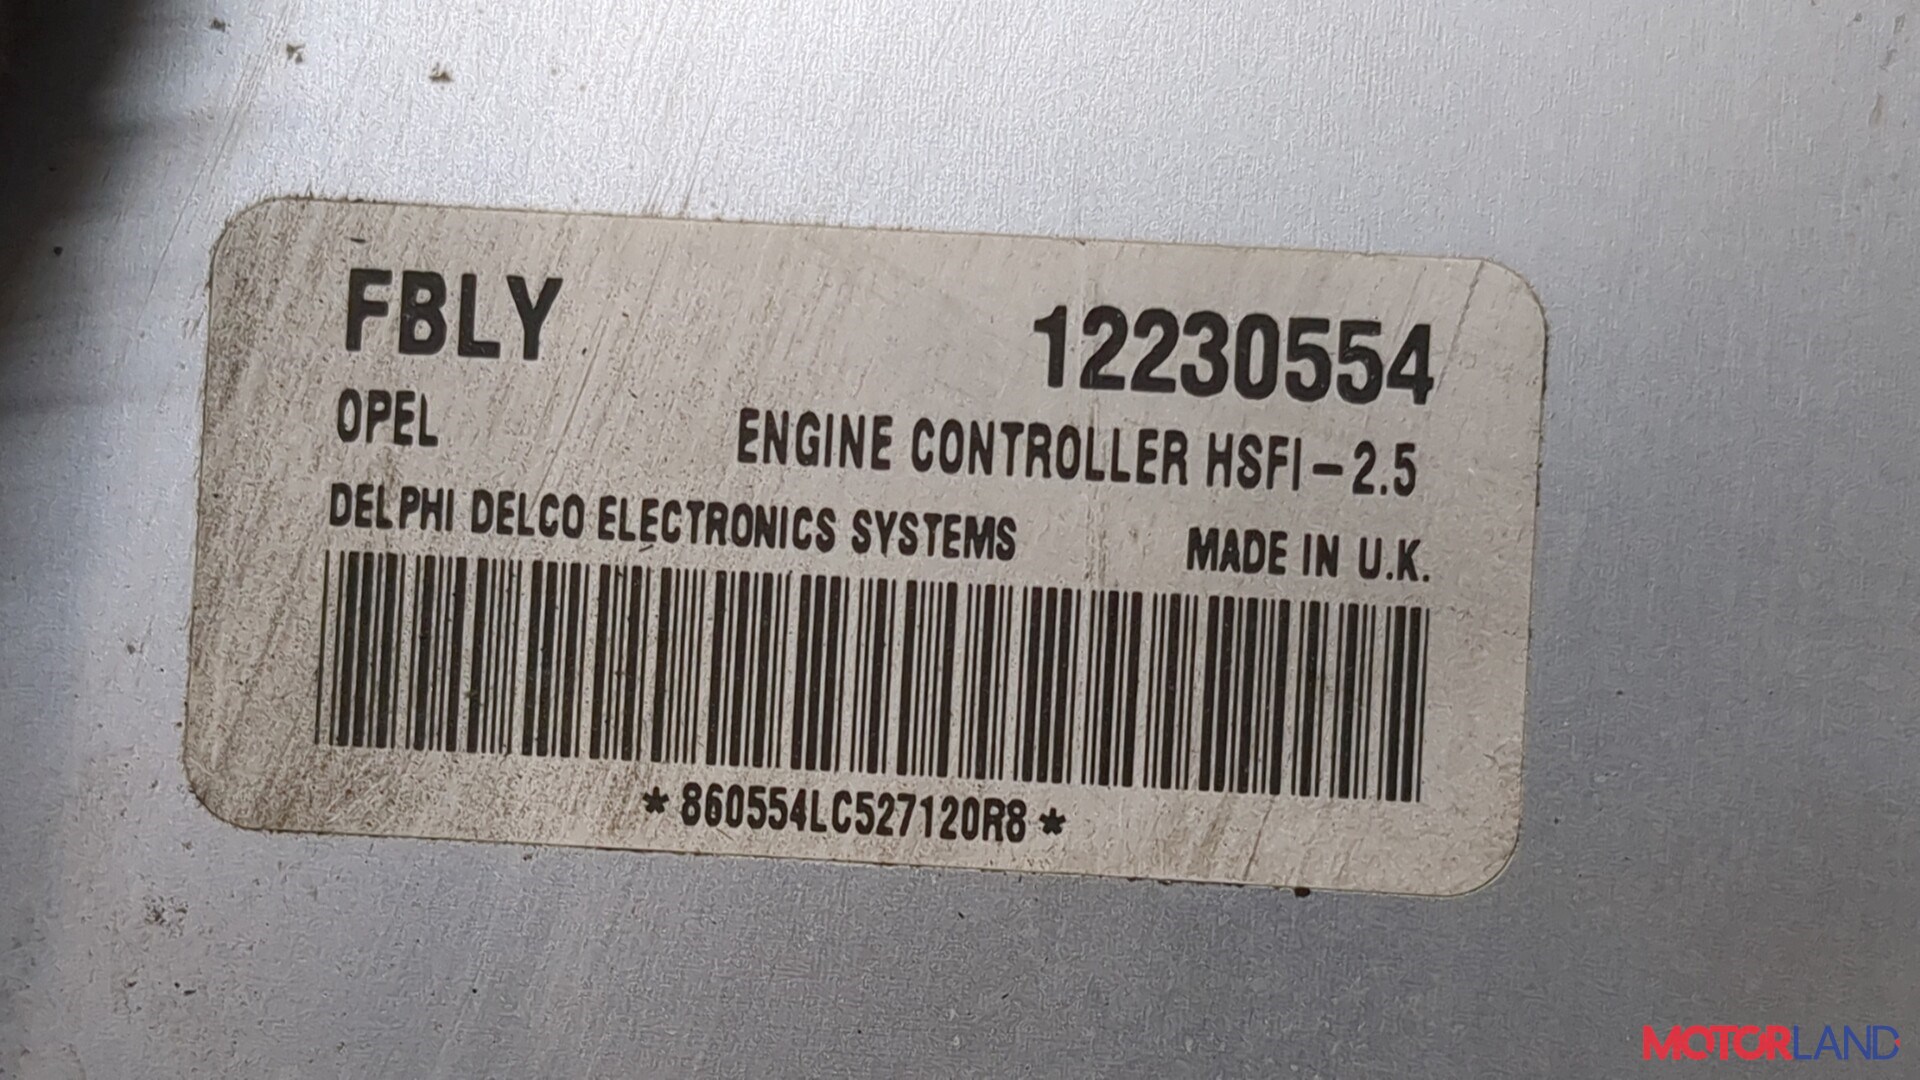 FBLY 12230554
OPEL ENGINE CONTROLLER HSFI-2.5
DELPHI DELCO ELECTRONICS SYSTEMS MADE IN U.K.
*860554LC527120R8*
MOTORLAND